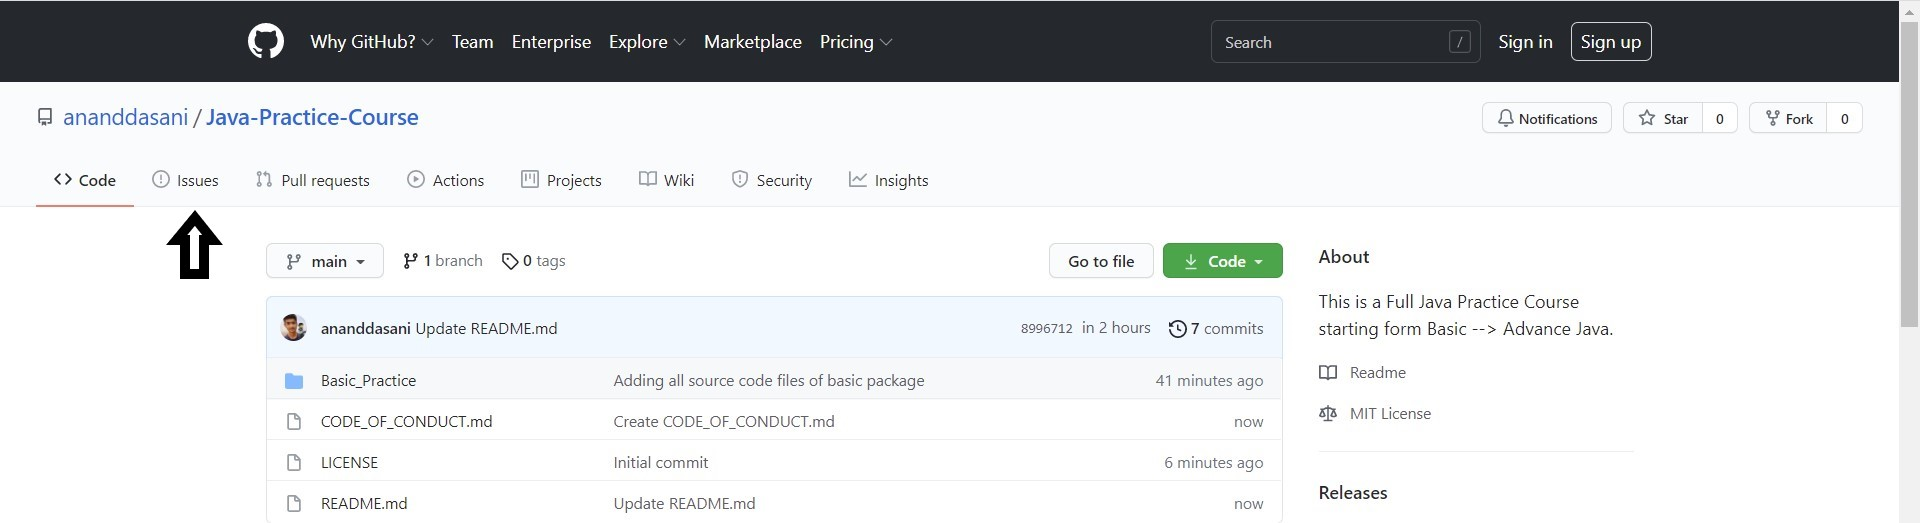 Why GitHub? Team Enterprise Explore Marketplace Pricing Search / Sign in Sign up
ananddasani / Java-Practice-Course Notifications Star 0 Fork 0
Code Issues Pull requests Actions Projects Wiki Security Insights
main 1 branch 0 tags Go to file Code
ananddasani Update README.md 8996712 in 2 hours 7 commits
Basic_Practice Adding all source code files of basic package 41 minutes ago
CODE_OF_CONDUCT.md Create CODE_OF_CONDUCT.md now
LICENSE Initial commit 6 minutes ago
README.md Update README.md now
About
This is a Full Java Practice Course
starting form Basic --> Advance Java.
Readme
MIT License
Releases